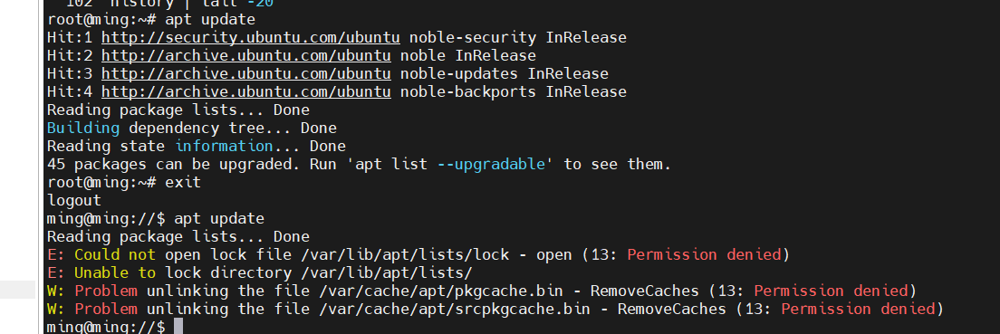 102 history | tail -20
root@ming:~# apt update
Hit:1 http://security.ubuntu.com/ubuntu noble-security InRelease
Hit:2 http://archive.ubuntu.com/ubuntu noble InRelease
Hit:3 http://archive.ubuntu.com/ubuntu noble-updates InRelease
Hit:4 http://archive.ubuntu.com/ubuntu noble-backports InRelease
Reading package lists... Done
Building dependency tree... Done
Reading state information... Done
45 packages can be upgraded. Run 'apt list --upgradable' to see them.
root@ming:~# exit
logout
ming@ming://$ apt update
Reading package lists... Done
E: Could not open lock file /var/lib/apt/lists/lock - open (13: Permission denied)
E: Unable to lock directory /var/lib/apt/lists/
W: Problem unlinking the file /var/cache/apt/pkgcache.bin - RemoveCaches (13: Permission denied)
W: Problem unlinking the file /var/cache/apt/srcpkgcache.bin - RemoveCaches (13: Permission denied)
ming@ming://$